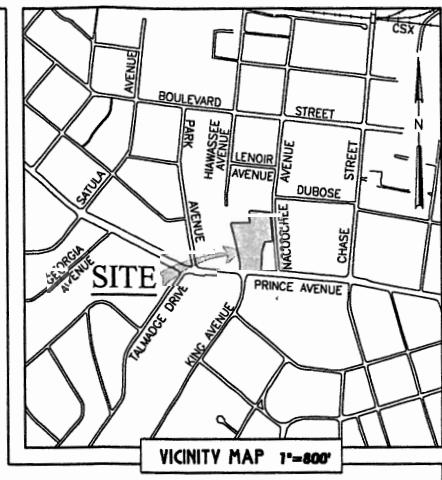 CSX
AVENUE
BOULEVARD
STREET
N
PARK
AVENUE
HIAWASSEE
AVENUE
LENOIR
AVENUE
AVENUE
NACOOCHEE
STREET
CHASE
DUBOSE
SATULA
GEORGIA
AVENUE
SITE
PRINCE AVENUE
TALMADGE DRIVE
KING AVENUE
VICINITY MAP 1"=800'